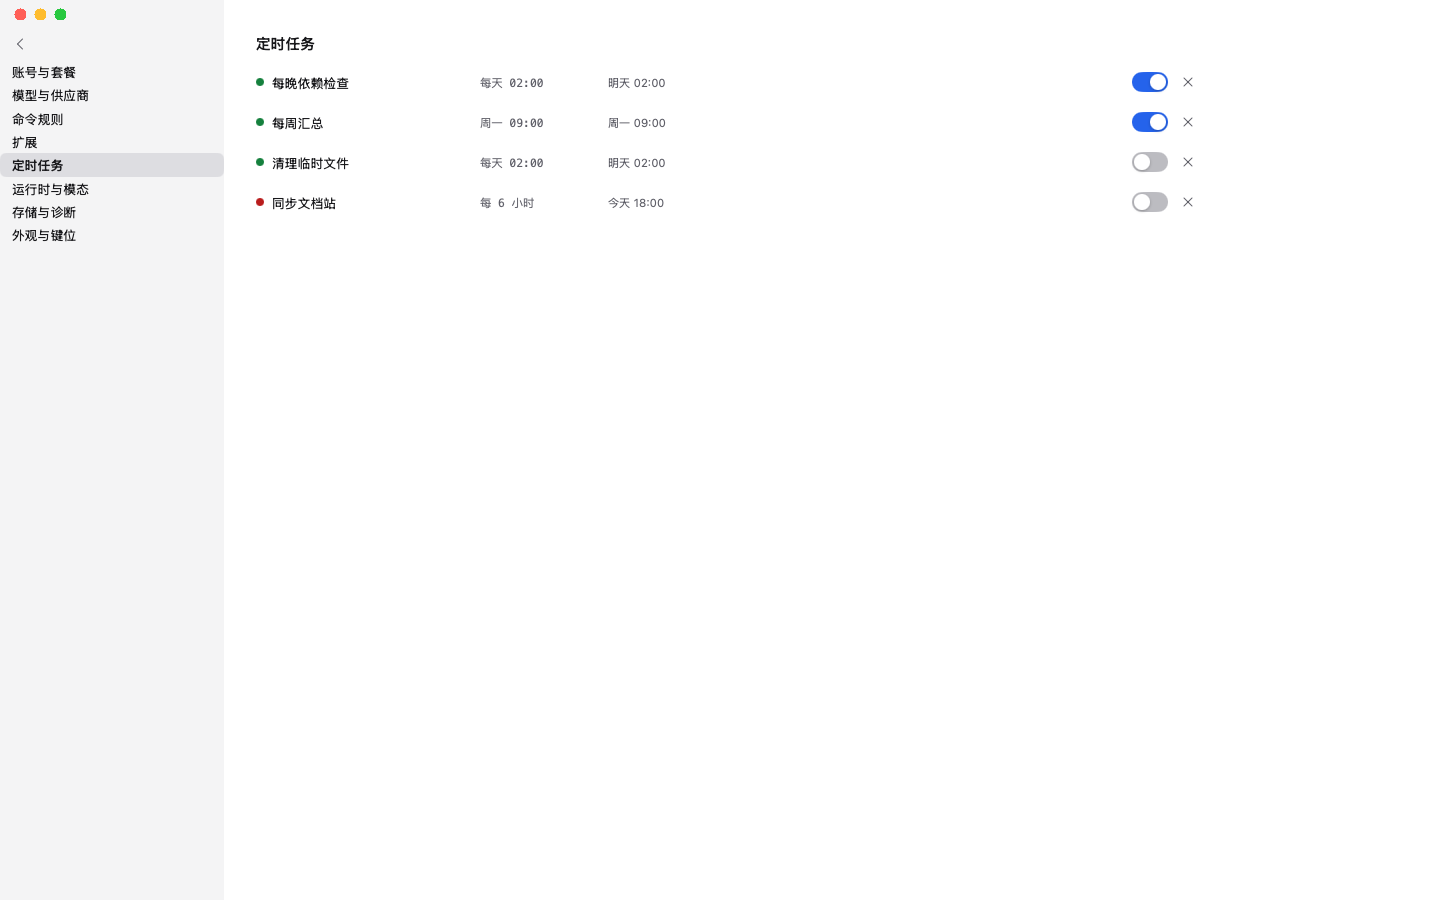 定时任务
账号与套餐
模型与供应商
命令规则
扩展
定时任务
运行时与模态
存储与诊断
外观与键位
每晚依赖检查 每天 02:00 明天 02:00
每周汇总 周一 09:00 周一 09:00
清理临时文件 每天 02:00 明天 02:00
同步文档站 每 6 小时 今天 18:00